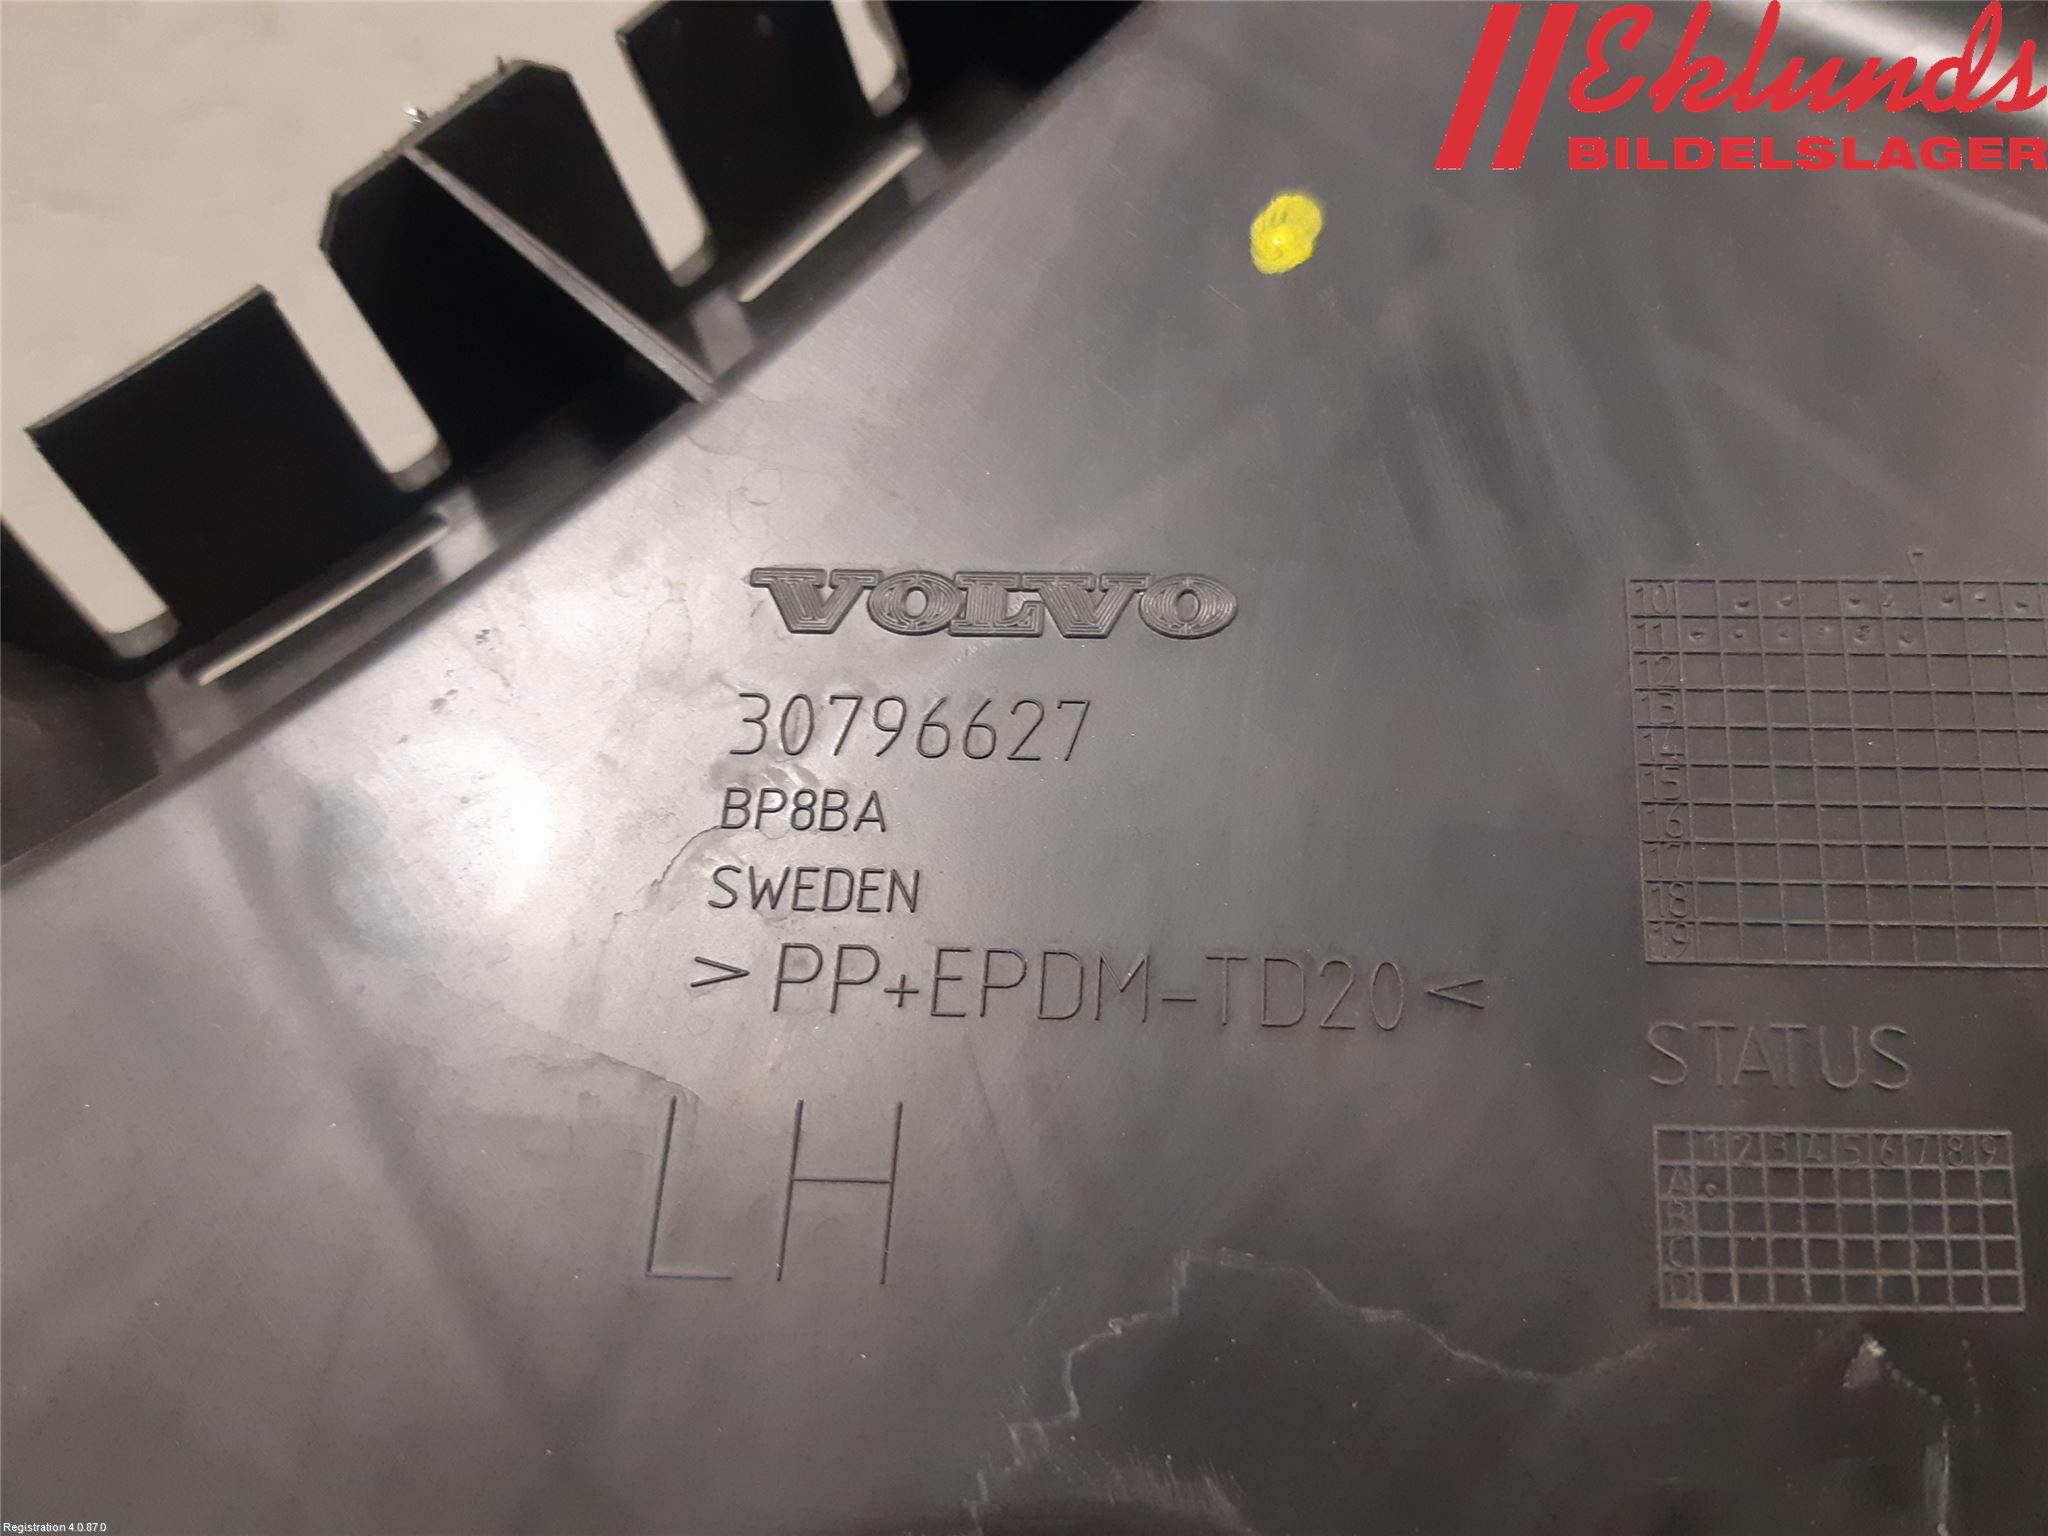 Eklunds
BILDELSLAGER
VOLVO
30796627
BP8BA
SWEDEN
>PP+EPDM-TD20<
LH
10
11
12
13
14
15
16
17
18
19
STATUS
1 2 3 4 5 6 7 8 9
A
B
C
D
Registration 4.0.87.0